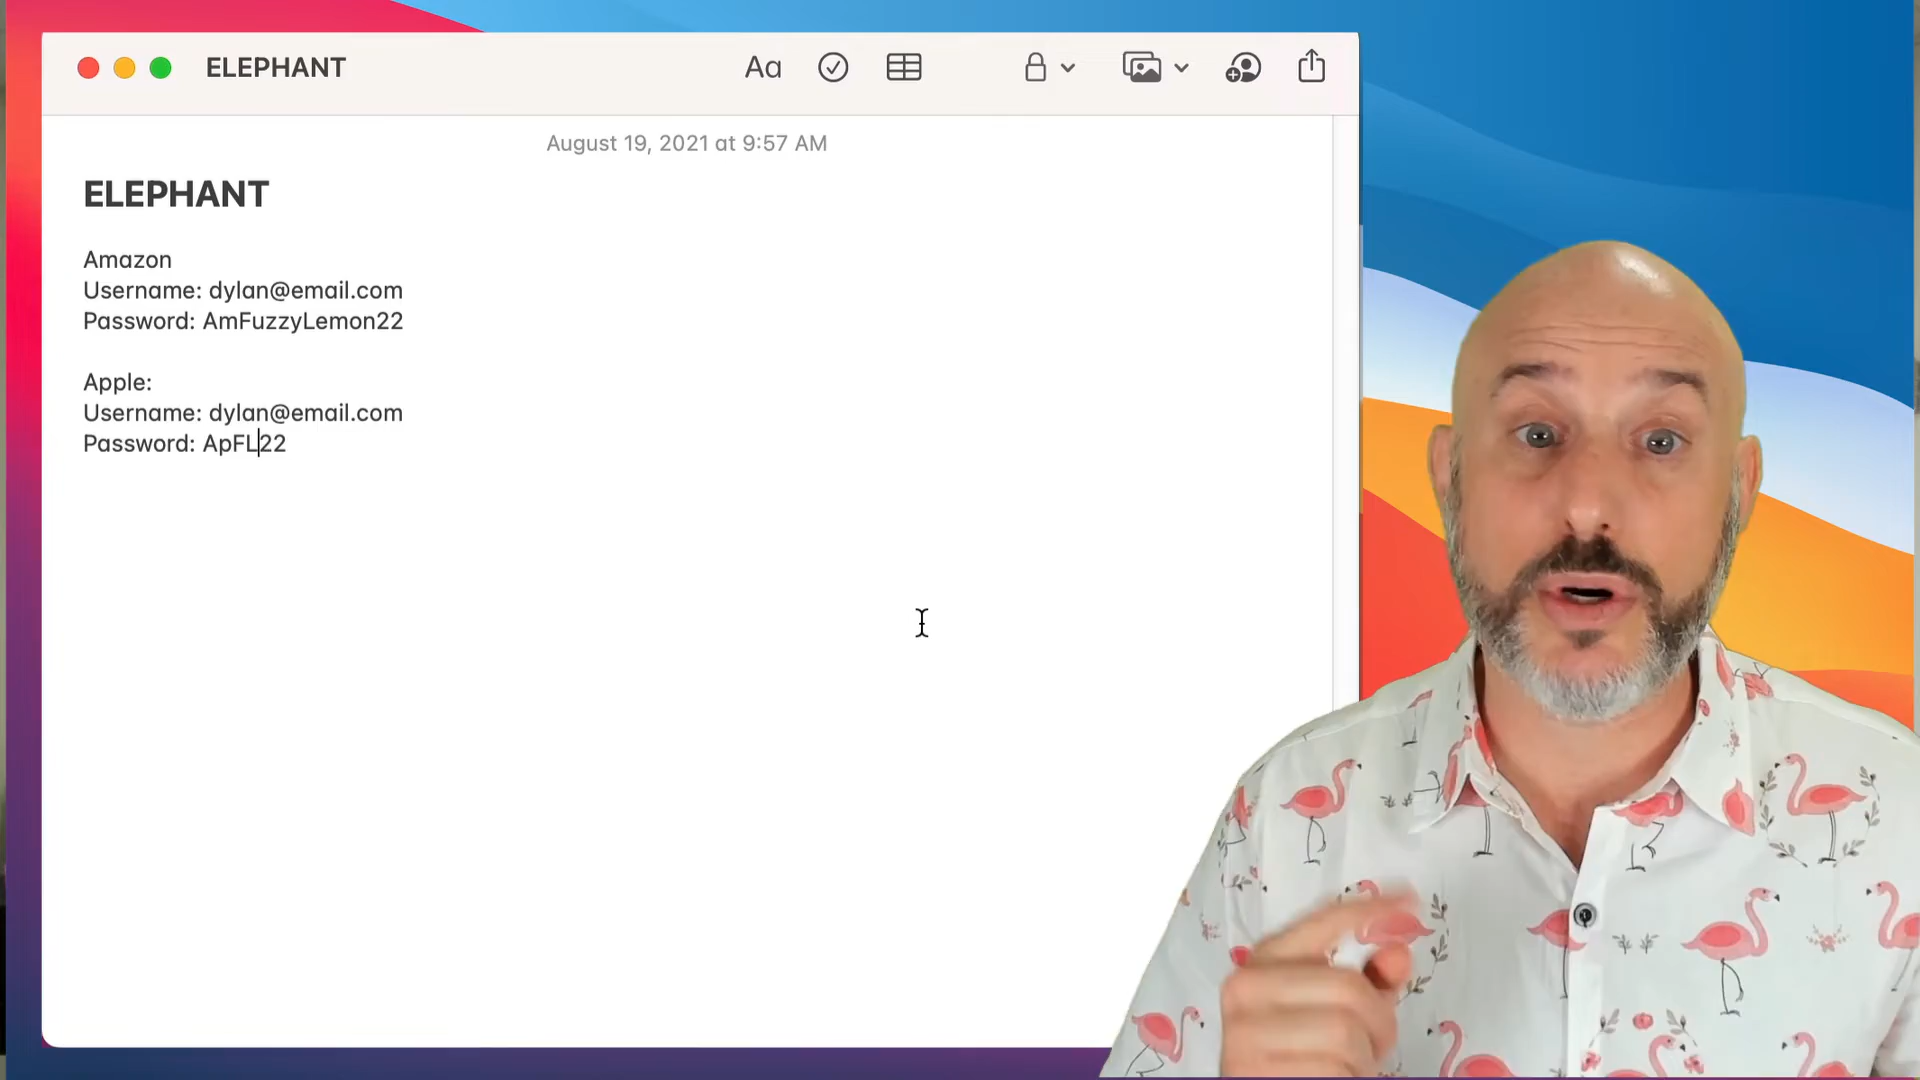 ELEPHANT
Aa
August 19, 2021 at 9:57 AM
ELEPHANT
Amazon
Username: dylan@email.com
Password: AmFuzzyLemon22
Apple:
Username: dylan@email.com
Password: ApFL22